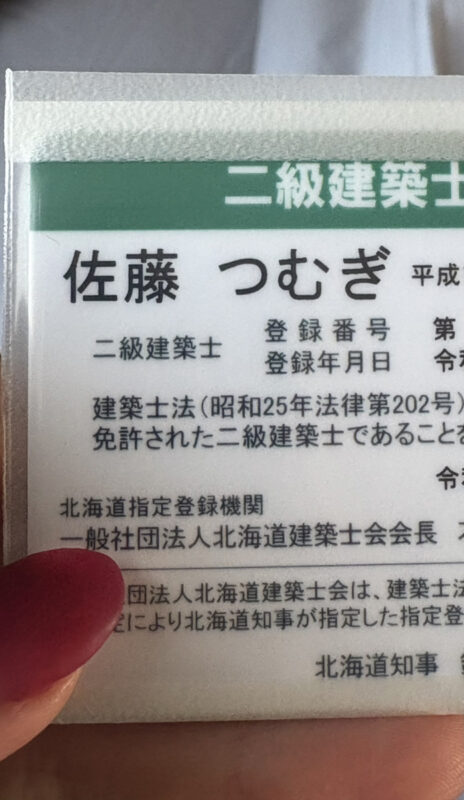 二級建築士
佐藤 つむぎ 平成
二級建築士 登録番号 第
登録年月日 令和
建築士法(昭和25年法律第202号)
免許された二級建築士であることを
令和
北海道指定登録機関
一般社団法人北海道建築士会会長
団法人北海道建築士会は、建築士法
定により北海道知事が指定した指定登
北海道知事